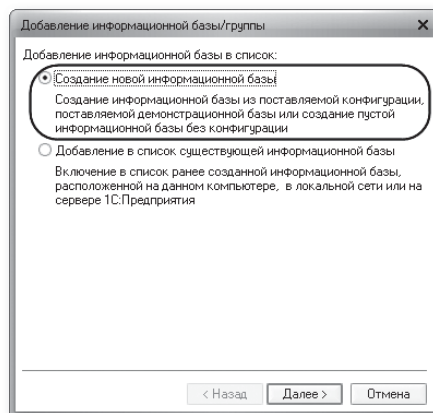 Добавление информационной базы/группы
Добавление информационной базы в список:
Создание новой информационной базы
Создание информационной базы из поставляемой конфигурации,
поставляемой демонстрационной базы или создание пустой
информационной базы без конфигурации
Добавление в список существующей информационной базы
Включение в список ранее созданной информационной базы,
расположенной на данном компьютере, в локальной сети или на
сервере 1С:Предприятия
< Назад Далее > Отмена